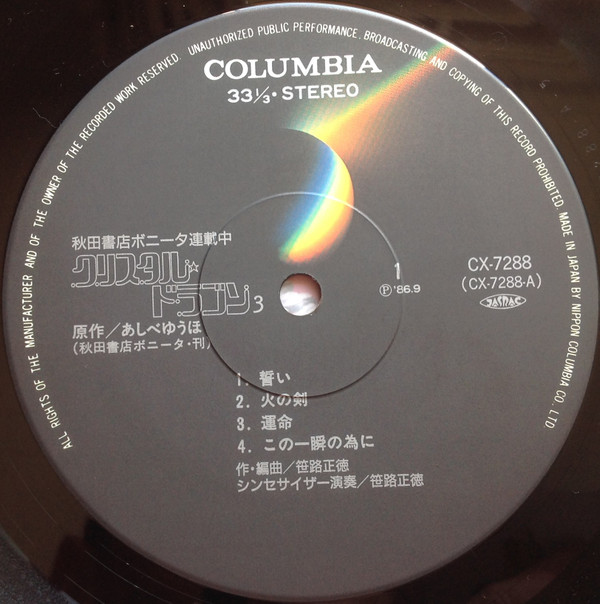 ALL RIGHTS OF THE MANUFACTURER AND OF THE OWNER OF THE RECORDED WORK RESERVED. UNAUTHORIZED PUBLIC PERFORMANCE. BROADCASTING AND COPYING OF THIS RECORD PROHIBITED. MADE IN JAPAN BY NIPPON COLUMBIA CO., LTD.
COLUMBIA
33 1/3・STEREO
秋田書店ボニータ連載中
クリスタル☆
ドラゴン3
原作／あしべゆうほ
(秋田書店ボニータ・刊)
1
Ⓟ'86.9
CX-7288
(CX-7288-A)
JASRAC
1. 誓い
2. 火の剣
3. 運命
4. この一瞬の為に
作・編曲／笹路正徳
シンセサイザー演奏／笹路正徳